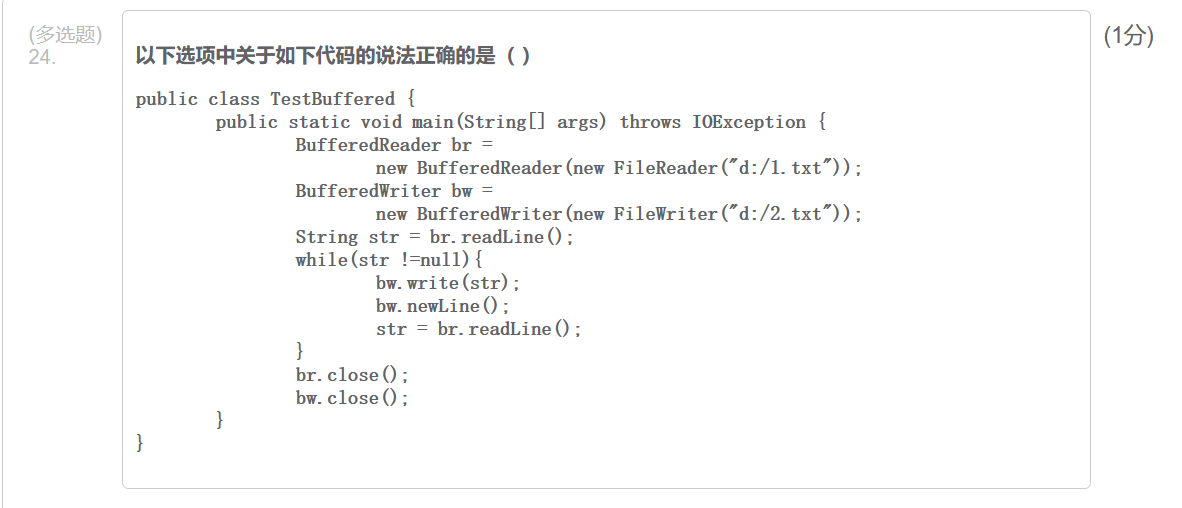 (多选题)
24.
(1分)
以下选项中关于如下代码的说法正确的是（ ）
public class TestBuffered {
public static void main(String[] args) throws IOException {
BufferedReader br =
new BufferedReader(new FileReader("d:/1.txt"));
BufferedWriter bw =
new BufferedWriter(new FileWriter("d:/2.txt"));
String str = br.readLine();
while(str !=null){
bw.write(str);
bw.newLine();
str = br.readLine();
}
br.close();
bw.close();
}
}